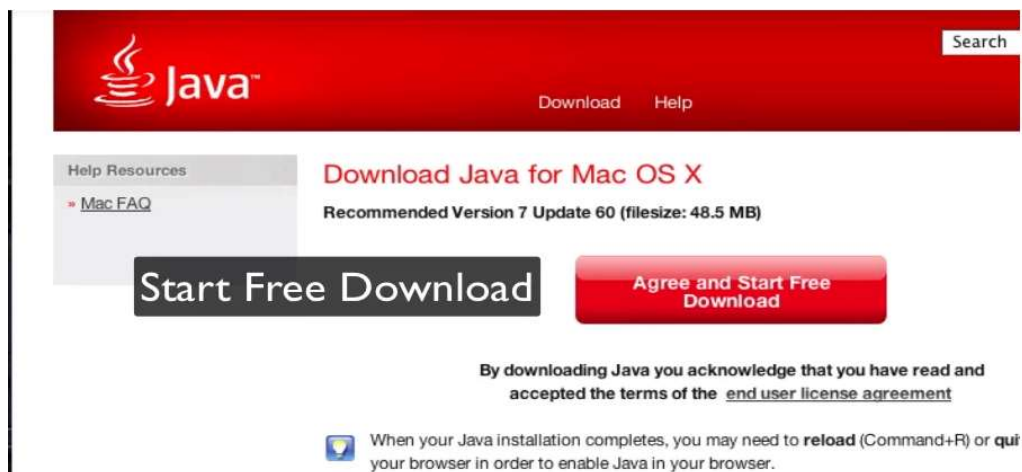 Search
Java™
Download Help
Help Resources
» Mac FAQ
Download Java for Mac OS X
Recommended Version 7 Update 60 (filesize: 48.5 MB)
Start Free Download
Agree and Start Free
Download
By downloading Java you acknowledge that you have read and
accepted the terms of the end user license agreement
When your Java installation completes, you may need to reload (Command+R) or qui
your browser in order to enable Java in your browser.